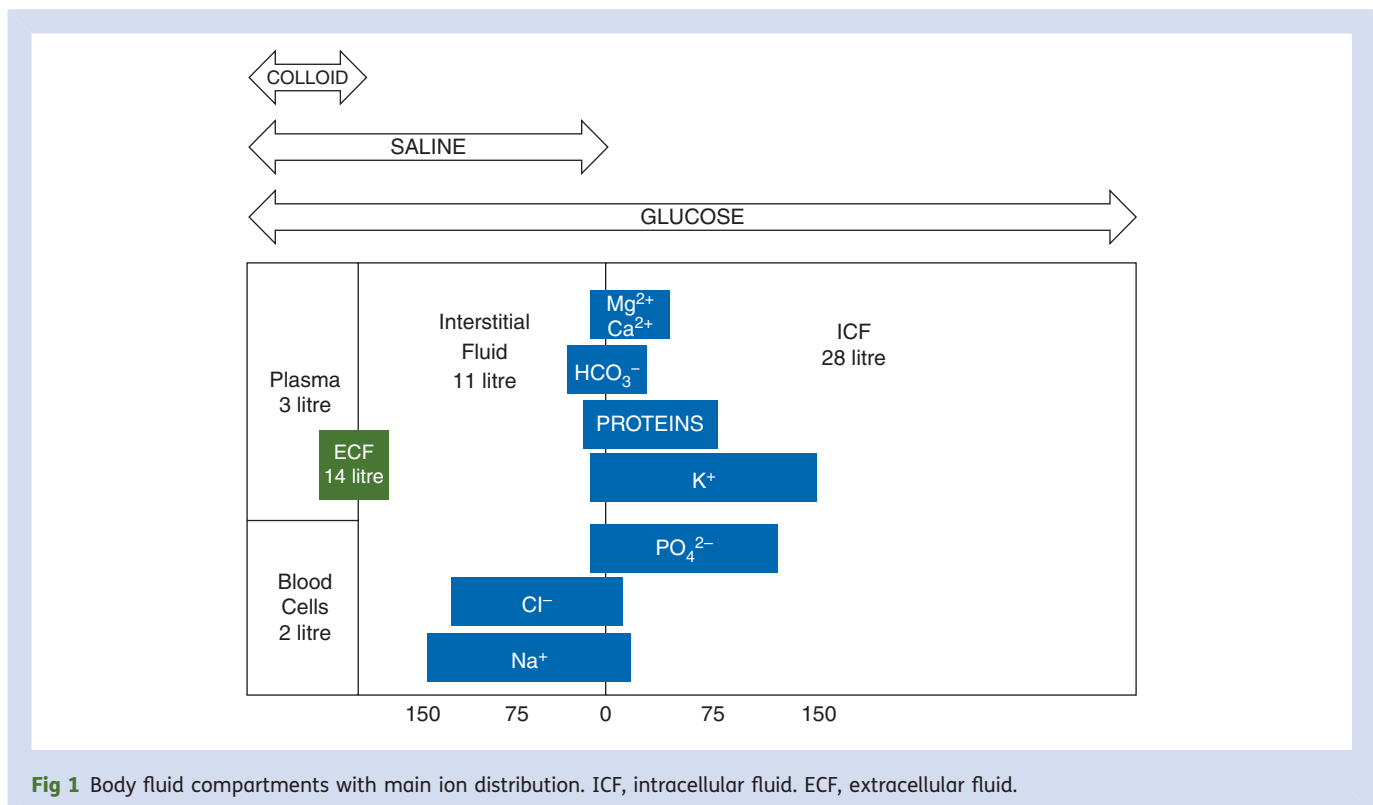 COLLOID
SALINE
GLUCOSE
Plasma
3 litre
ECF
14 litre
Blood
Cells
2 litre
Interstitial
Fluid
11 litre
Mg²⁺
Ca²⁺
HCO₃⁻
PROTEINS
K⁺
PO₄²⁻
Cl⁻
Na⁺
ICF
28 litre
150 75 0 75 150
Fig 1 Body fluid compartments with main ion distribution. ICF, intracellular fluid. ECF, extracellular fluid.